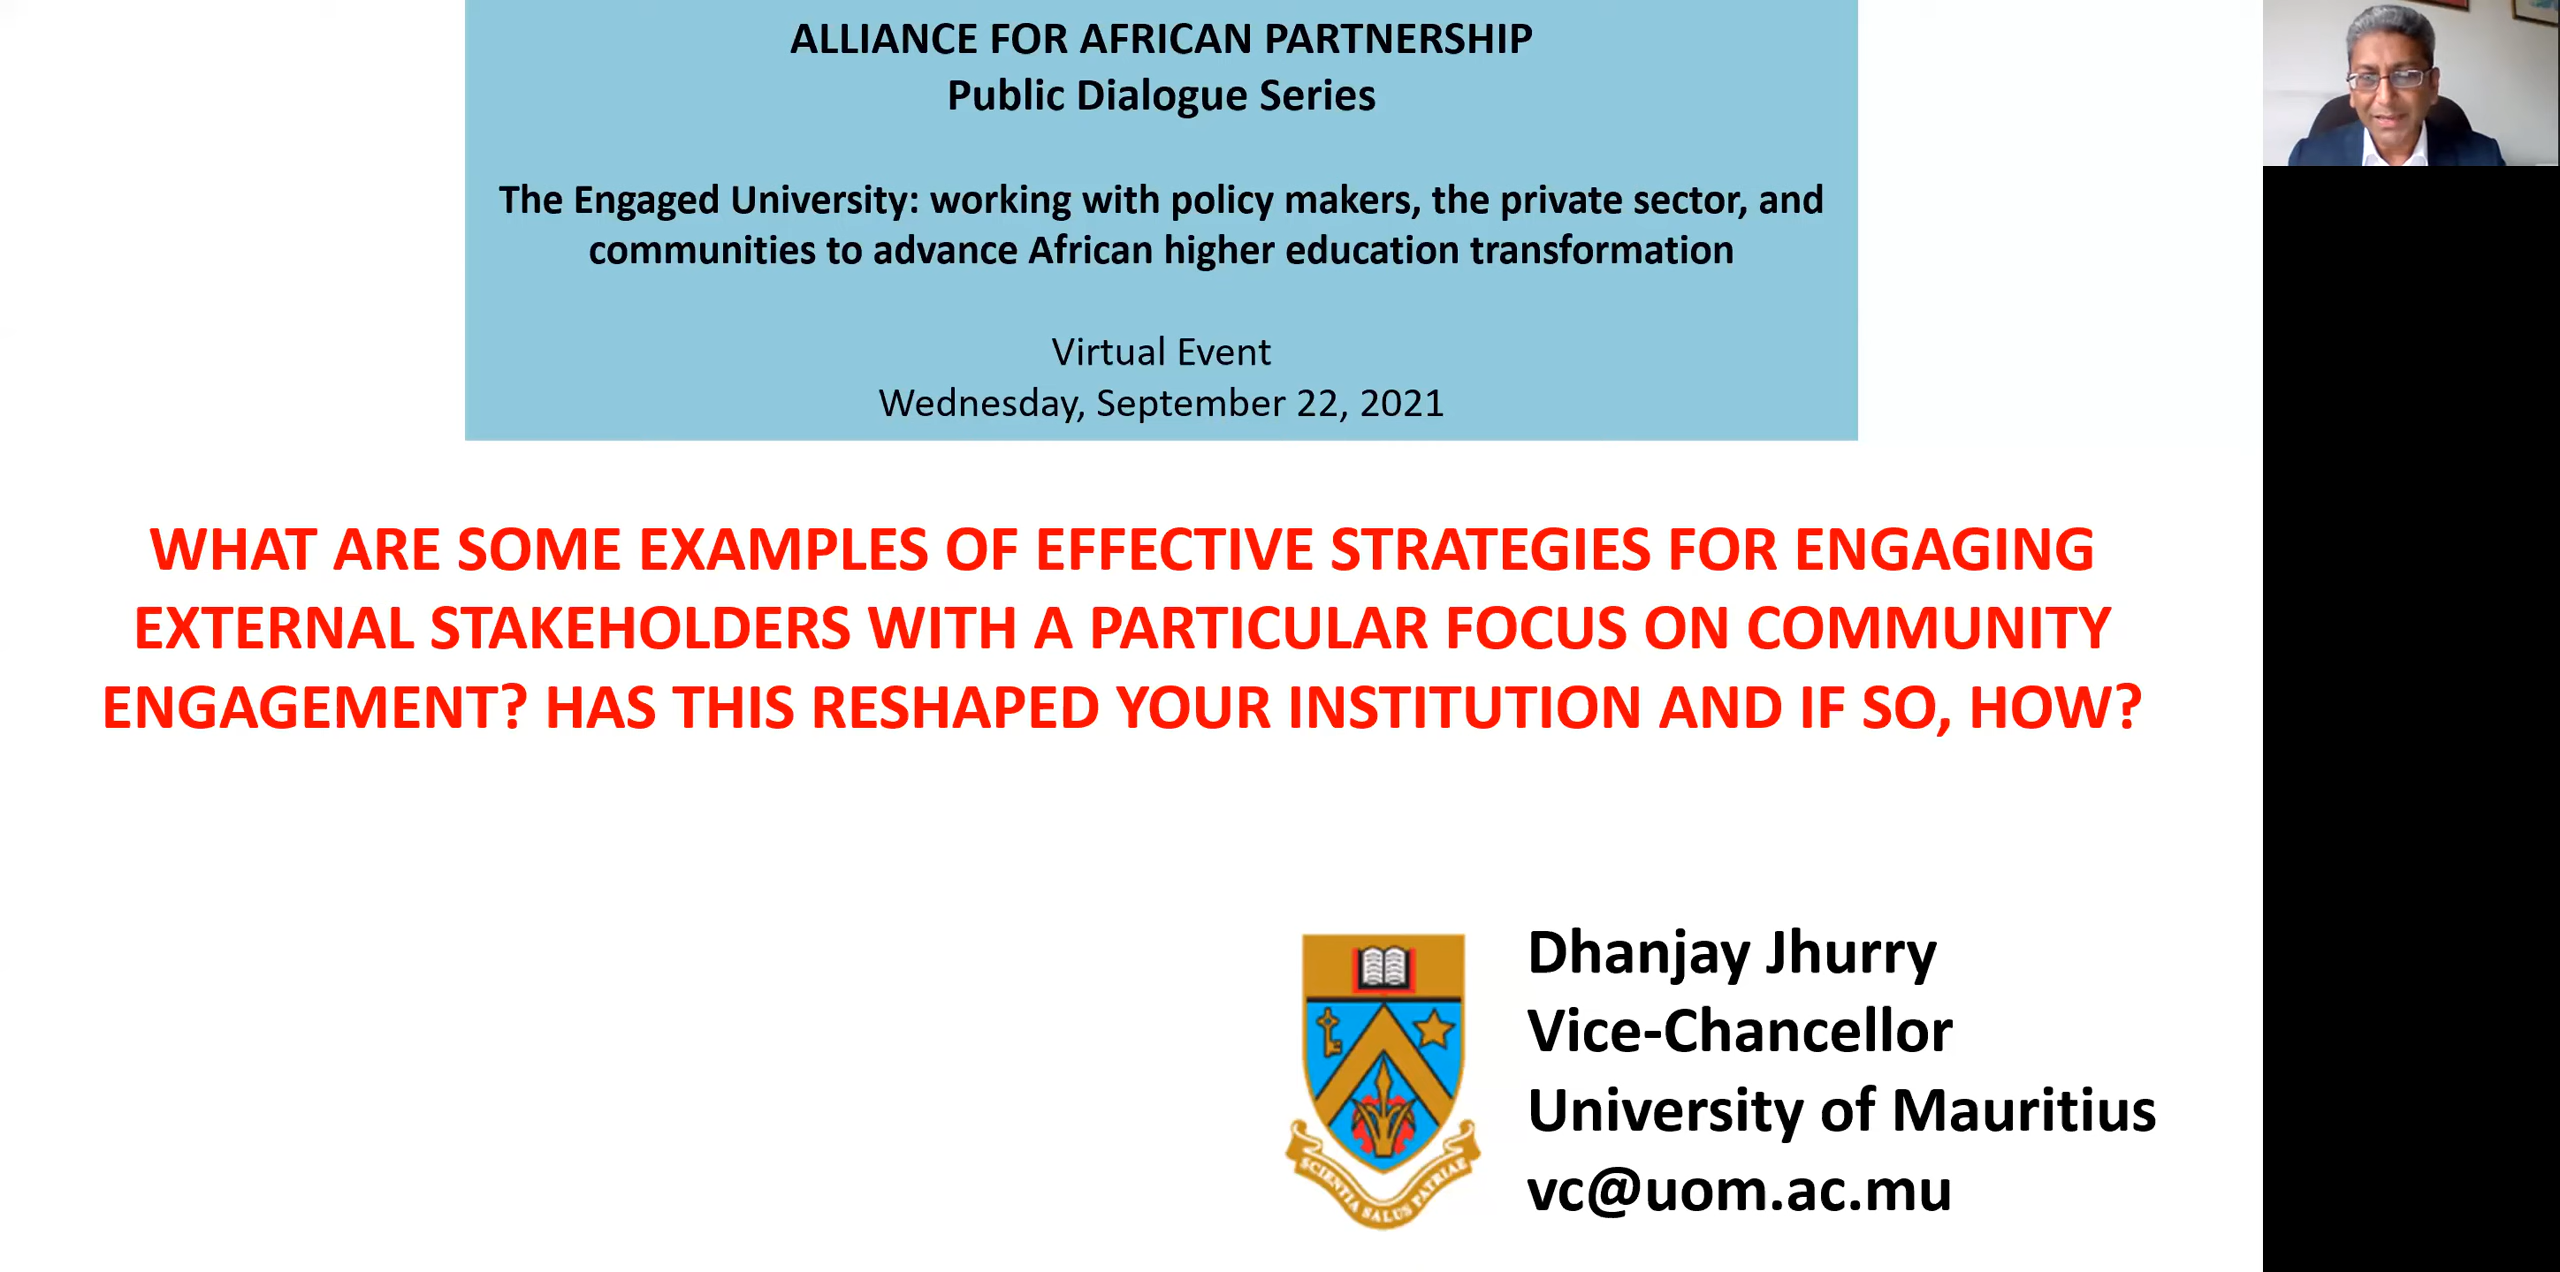 ALLIANCE FOR AFRICAN PARTNERSHIP
Public Dialogue Series
The Engaged University: working with policy makers, the private sector, and
communities to advance African higher education transformation
Virtual Event
Wednesday, September 22, 2021
WHAT ARE SOME EXAMPLES OF EFFECTIVE STRATEGIES FOR ENGAGING
EXTERNAL STAKEHOLDERS WITH A PARTICULAR FOCUS ON COMMUNITY
ENGAGEMENT? HAS THIS RESHAPED YOUR INSTITUTION AND IF SO, HOW?
Dhanjay Jhurry
Vice-Chancellor
University of Mauritius
vc@uom.ac.mu
SCIENTIA SALUS PATRIAE